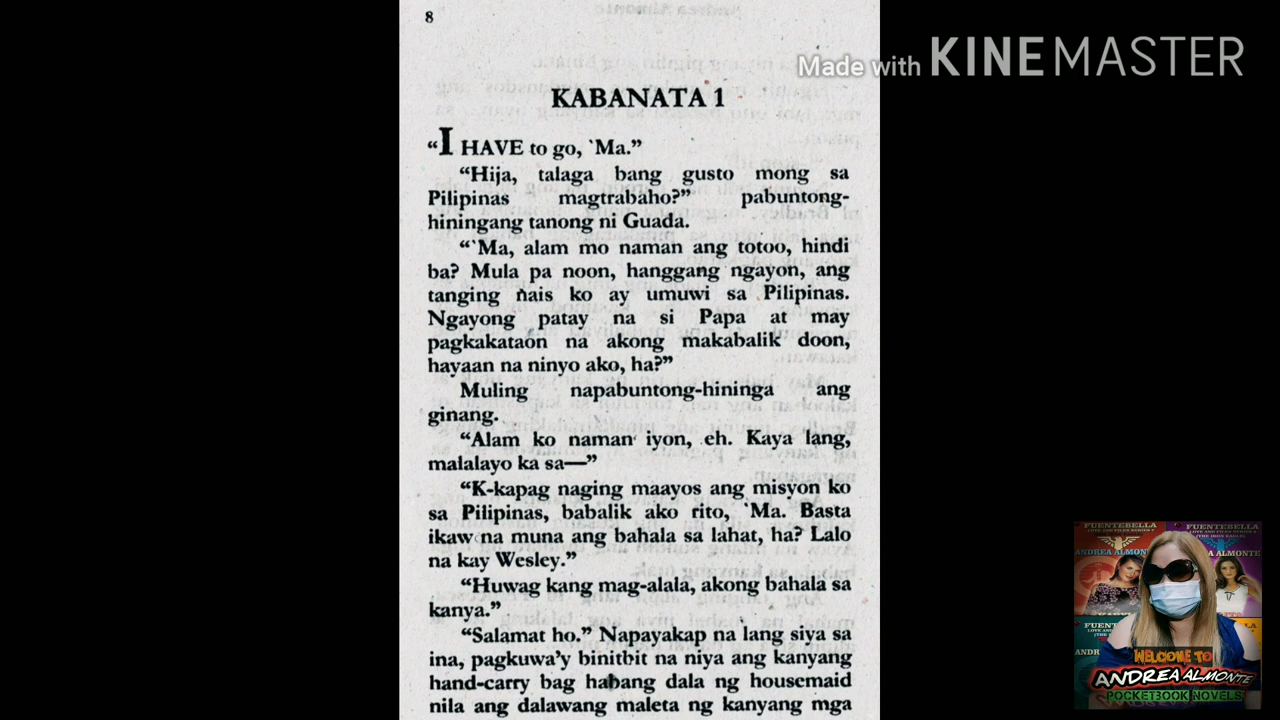 8
Made with KINEMASTER
KABANATA 1
“I HAVE to go, `Ma.”
“Hija, talaga bang gusto mong sa
Pilipinas magtrabaho?” pabuntong-
hiningang tanong ni Guada.
“`Ma, alam mo naman ang totoo, hindi
ba? Mula pa noon, hanggang ngayon, ang
tanging nais ko ay umuwi sa Pilipinas.
Ngayong patay na si Papa at may
pagkakataon na akong makabalik doon,
hayaan na ninyo ako, ha?”
Muling napabuntong-hininga ang
ginang.
“Alam ko naman iyon, eh. Kaya lang,
malalayo ka sa—”
“K-kapag naging maayos ang misyon ko
sa Pilipinas, babalik ako rito, `Ma. Basta
ikaw na muna ang bahala sa lahat, ha? Lalo
na kay Wesley.”
“Huwag kang mag-alala, akong bahala sa
kanya.”
“Salamat ho.” Napayakap na lang siya sa
ina, pagkuwa’y binitbit na niya ang kanyang
hand-carry bag habang dala ng housemaid
nila ang dalawang maleta ng kanyang mga
FUENTEBELLA
FUENTEBELLA
ANDREA ALMONTE
ALMONTE
FUENTE
ANDR
WELCOME TO
ANDREA ALMONTE
POCKETBOOK NOVELS